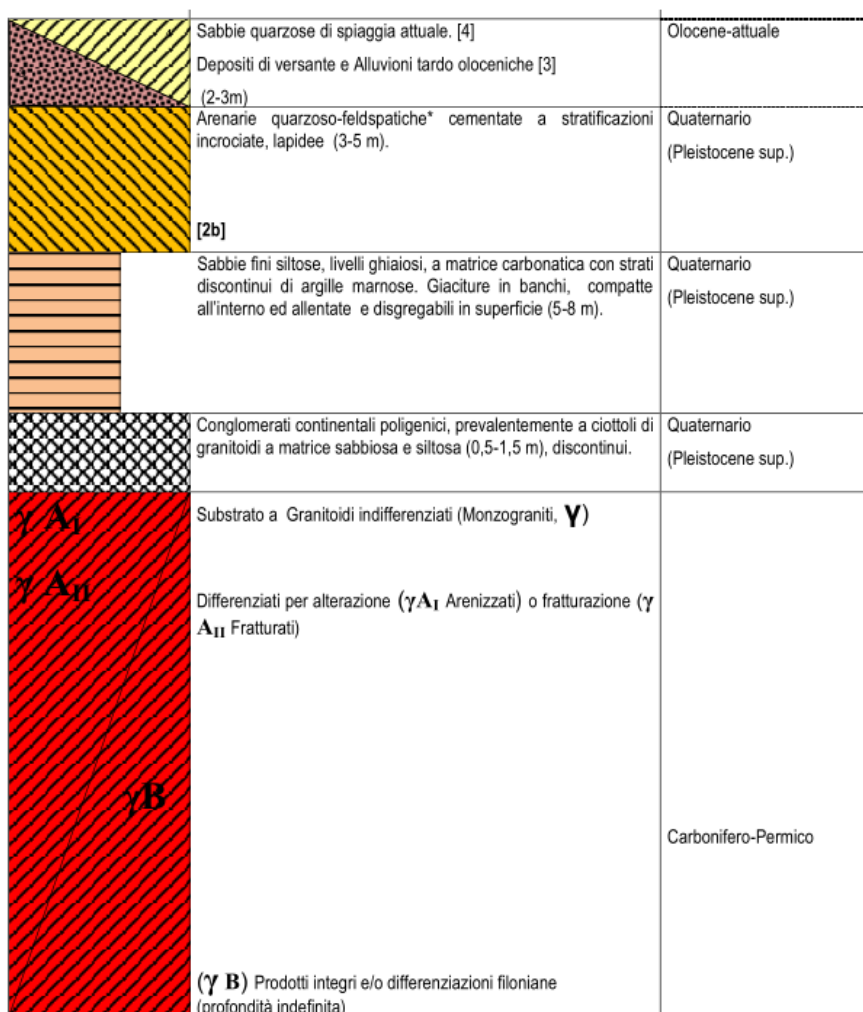 Sabbie quarzose di spiaggia attuale. [4]
Olocene-attuale
Depositi di versante e Alluvioni tardo oloceniche [3]
(2-3m)
Arenarie quarzoso-feldspatiche* cementate a stratificazioni
incrociate, lapidee (3-5 m).
[2b]
Quaternario
(Pleistocene sup.)
Sabbie fini siltose, livelli ghiaiosi, a matrice carbonatica con strati
discontinui di argille marnose. Giaciture in banchi, compatte
all'interno ed allentate e disgregabili in superficie (5-8 m).
Quaternario
(Pleistocene sup.)
Conglomerati continentali poligenici, prevalentemente a ciottoli di
granitoidi a matrice sabbiosa e siltosa (0,5-1,5 m), discontinui.
Quaternario
(Pleistocene sup.)
γ A_I
γ A_II
γB
Substrato a Granitoidi indifferenziati (Monzograniti, γ)
Differenziati per alterazione (γA_I Arenizzati) o fratturazione (γ
A_II Fratturati)
(γ B) Prodotti integri e/o differenziazioni filoniane
(profondità indefinita)
Carbonifero-Permico